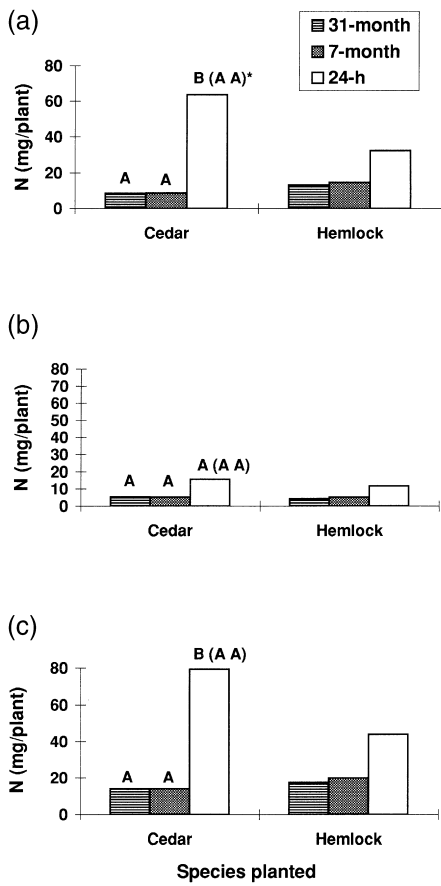 (a)
31-month
7-month
24-h
N (mg/plant)
80
60
40
20
0
A
A
B (A A)*
Cedar
Hemlock
(b)
N (mg/plant)
80
70
60
50
40
30
20
10
0
A
A
A (A A)
Cedar
Hemlock
(c)
N (mg/plant)
80
60
40
20
0
A
A
B (A A)
Cedar
Hemlock
Species planted